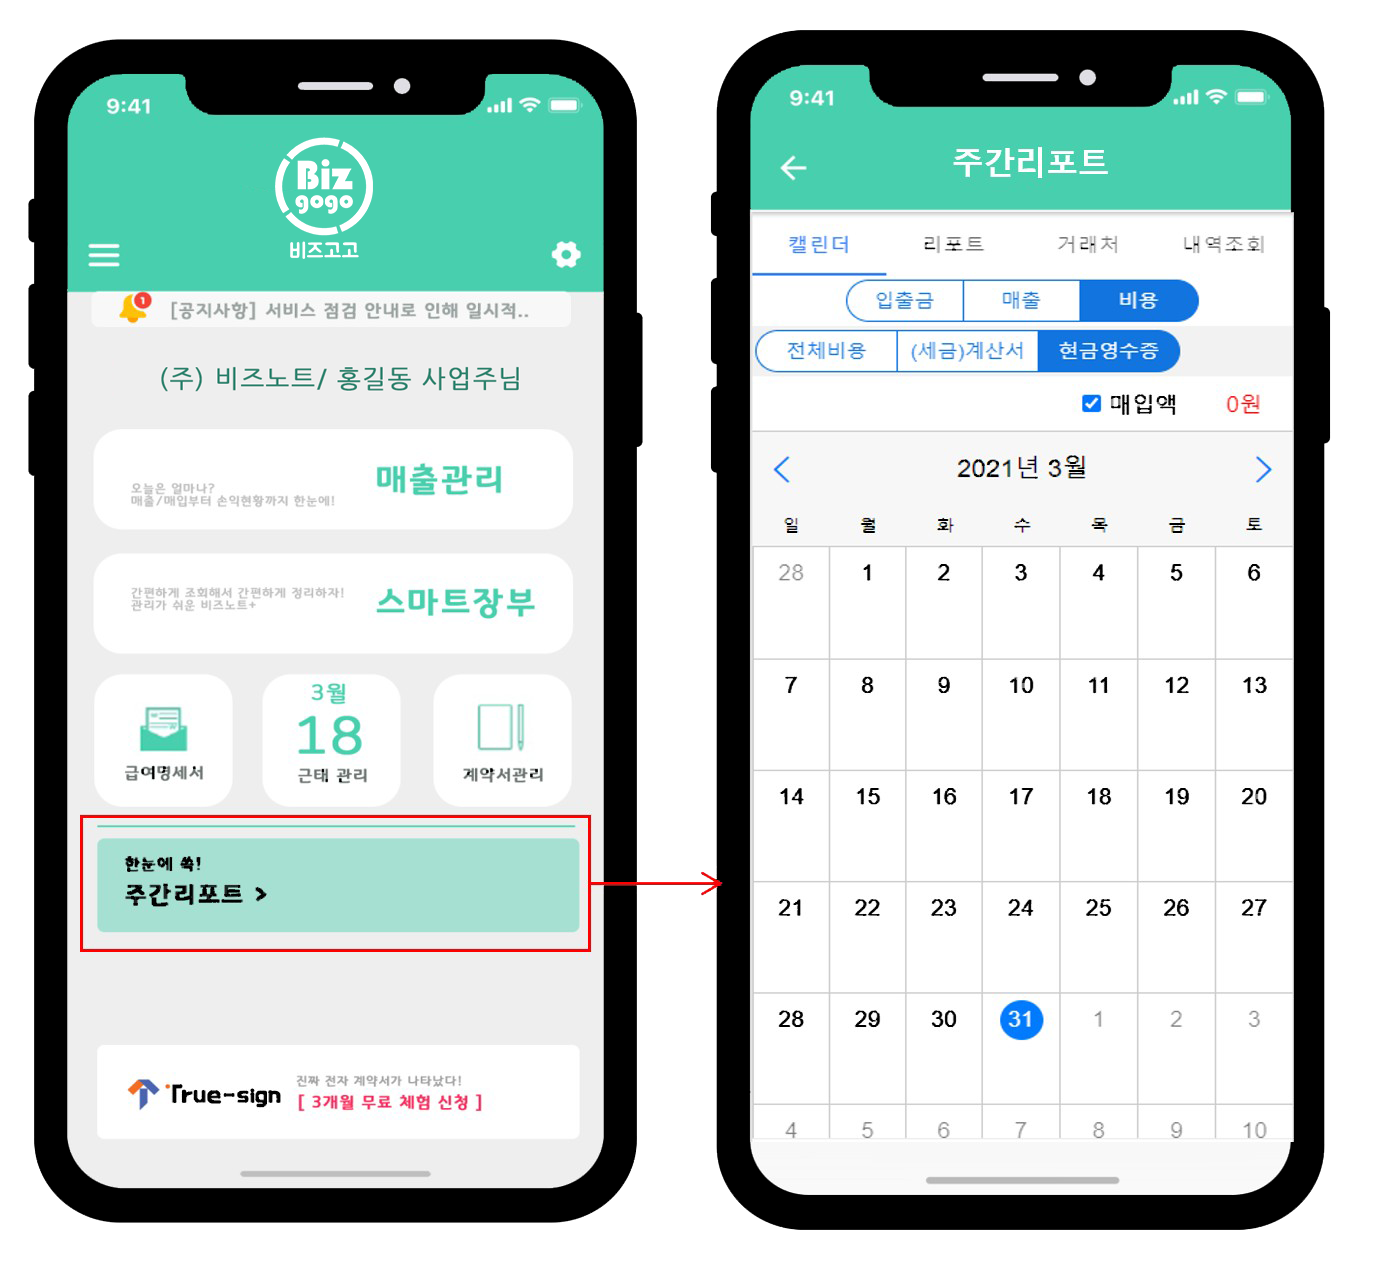 9:41
Biz
gogo
비즈고고
1
[공지사항] 서비스 점검 안내로 인해 일시적..
(주) 비즈노트/ 홍길동 사업주님
오늘은 얼마나?
매출/매입부터 손익현황까지 한눈에!
매출관리
간편하게 조회해서 간편하게 정리하자!
관리가 쉬운 비즈노트+
스마트장부
급여명세서
3월
18
근태 관리
계약서관리
한눈에 쏙!
주간리포트 >
True-sign
진짜 전자 계약서가 나타났다!
[ 3개월 무료 체험 신청 ]
9:41
주간리포트
캘린더 리포트 거래처 내역조회
입출금 매출 비용
전체비용 (세금)계산서 현금영수증
매입액 0원
2021년 3월
일 월 화 수 목 금 토
28 1 2 3 4 5 6
7 8 9 10 11 12 13
14 15 16 17 18 19 20
21 22 23 24 25 26 27
28 29 30 31 1 2 3
4 5 6 7 8 9 10